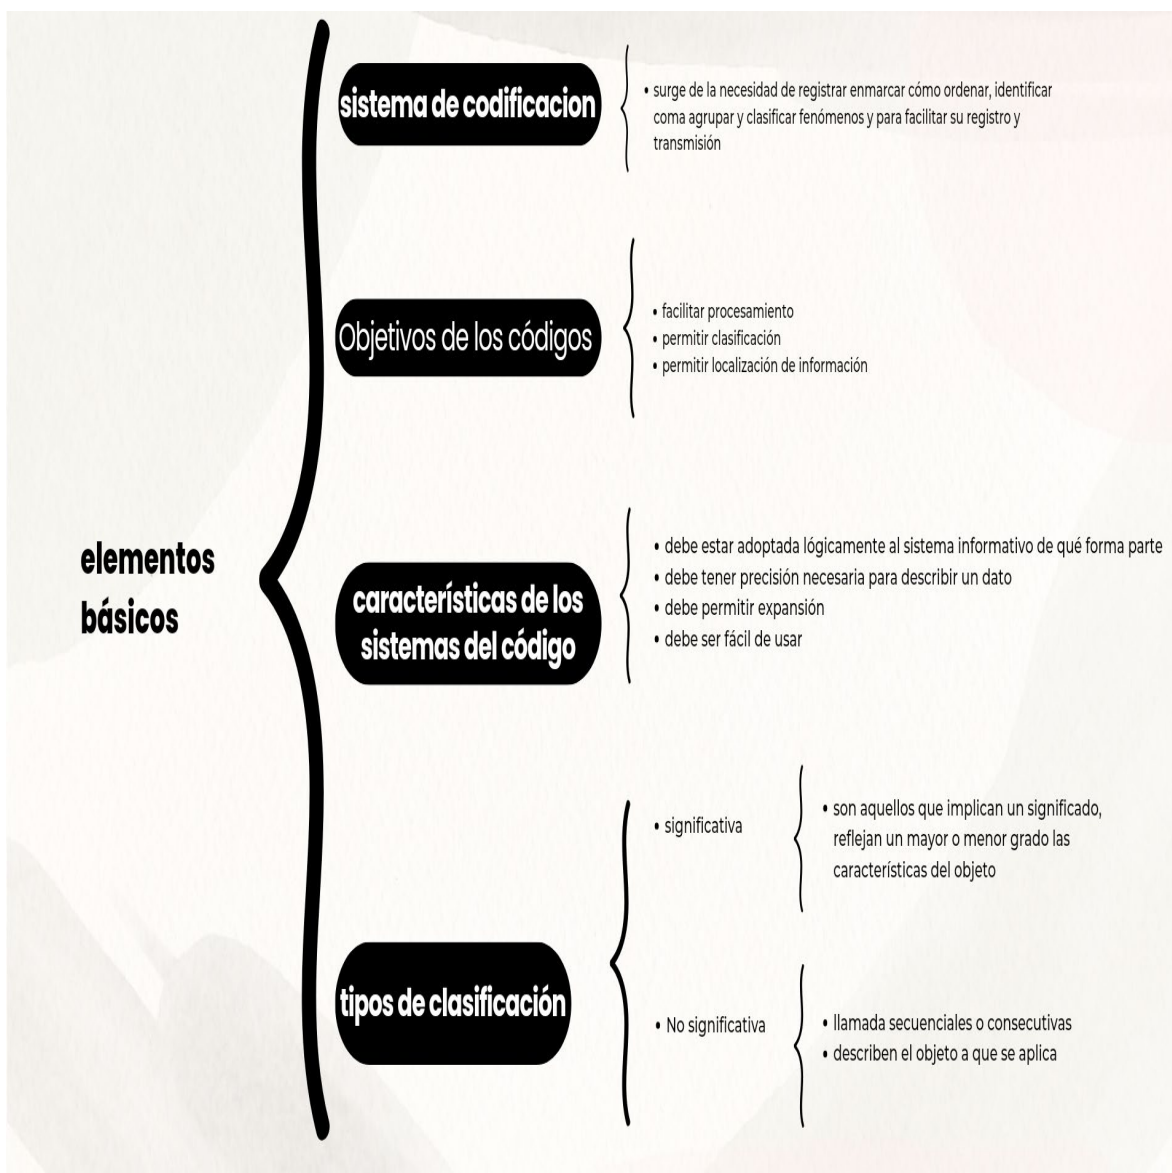 elementos
básicos
sistema de codificacion
• surge de la necesidad de registrar enmarcar cómo ordenar, identificar
coma agrupar y clasificar fenómenos y para facilitar su registro y
transmisión
Objetivos de los códigos
• facilitar procesamiento
• permitir clasificación
• permitir localización de información
características de los
sistemas del código
• debe estar adoptada lógicamente al sistema informativo de qué forma parte
• debe tener precisión necesaria para describir un dato
• debe permitir expansión
• debe ser fácil de usar
tipos de clasificación
• significativa
• son aquellos que implican un significado,
reflejan un mayor o menor grado las
características del objeto
• No significativa
• llamada secuenciales o consecutivas
• describen el objeto a que se aplica